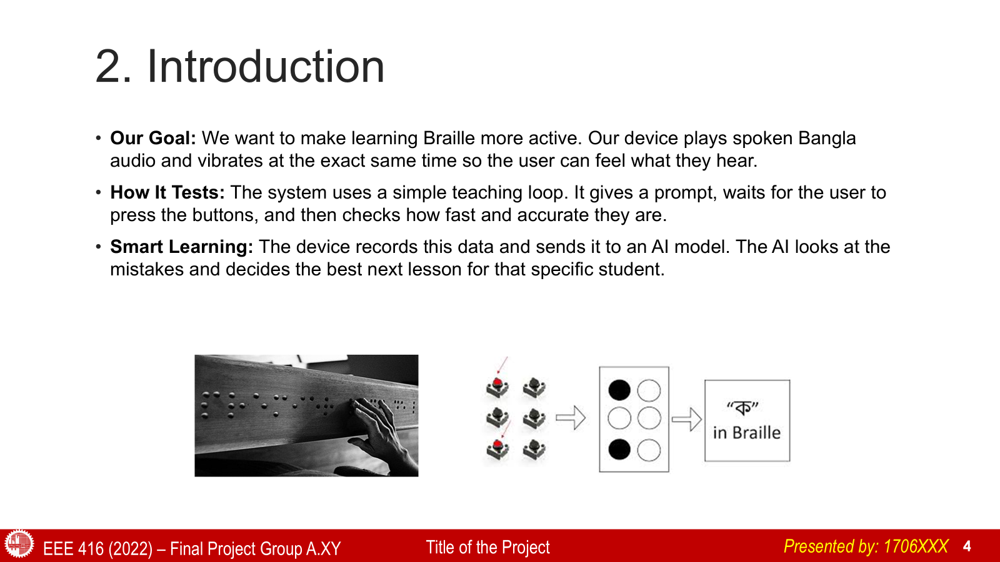 2. Introduction
• Our Goal: We want to make learning Braille more active. Our device plays spoken Bangla
audio and vibrates at the exact same time so the user can feel what they hear.
• How It Tests: The system uses a simple teaching loop. It gives a prompt, waits for the user to
press the buttons, and then checks how fast and accurate they are.
• Smart Learning: The device records this data and sends it to an AI model. The AI looks at the
mistakes and decides the best next lesson for that specific student.
“ক”
in Braille
EEE 416 (2022) – Final Project Group A.XY
Title of the Project
Presented by: 1706XXX
4